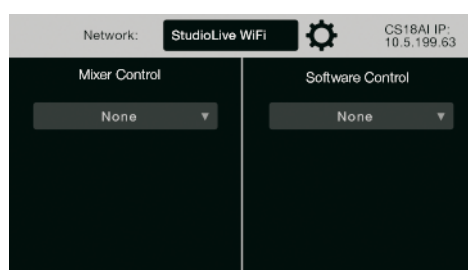 Network: StudioLive WiFi
CS18AI IP:
10.5.199.63
Mixer Control
Software Control
None
None